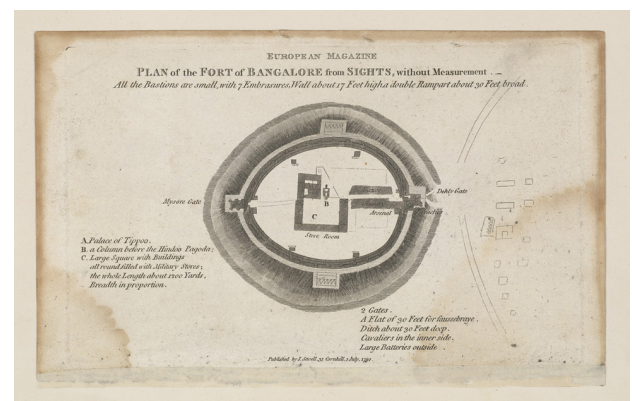 EUROPEAN MAGAZINE
PLAN of the FORT of BANGALORE from SIGHTS, without Measurement.
All the Bastions are small, with 7 Embrasures, Wall about 17 Feet high a double Rampart about 30 Feet broad.
Mysore Gate
Dehly Gate
B
C
Arsenal
Store Room
A. Palace of Tippoo.
B. a Column before the Hindoo Pagoda;
C. Large Square with Buildings
all round filled with Military Stores;
the whole Length about 1200 Yards,
Breadth in proportion.
2 Gates.
A Flat of 30 Feet for faussebraye.
Ditch about 20 Feet deep.
Cavaliers in the inner side.
Large Batteries outside
Published by J. Sewell, 32 Cornhill, 1 July, 1791.